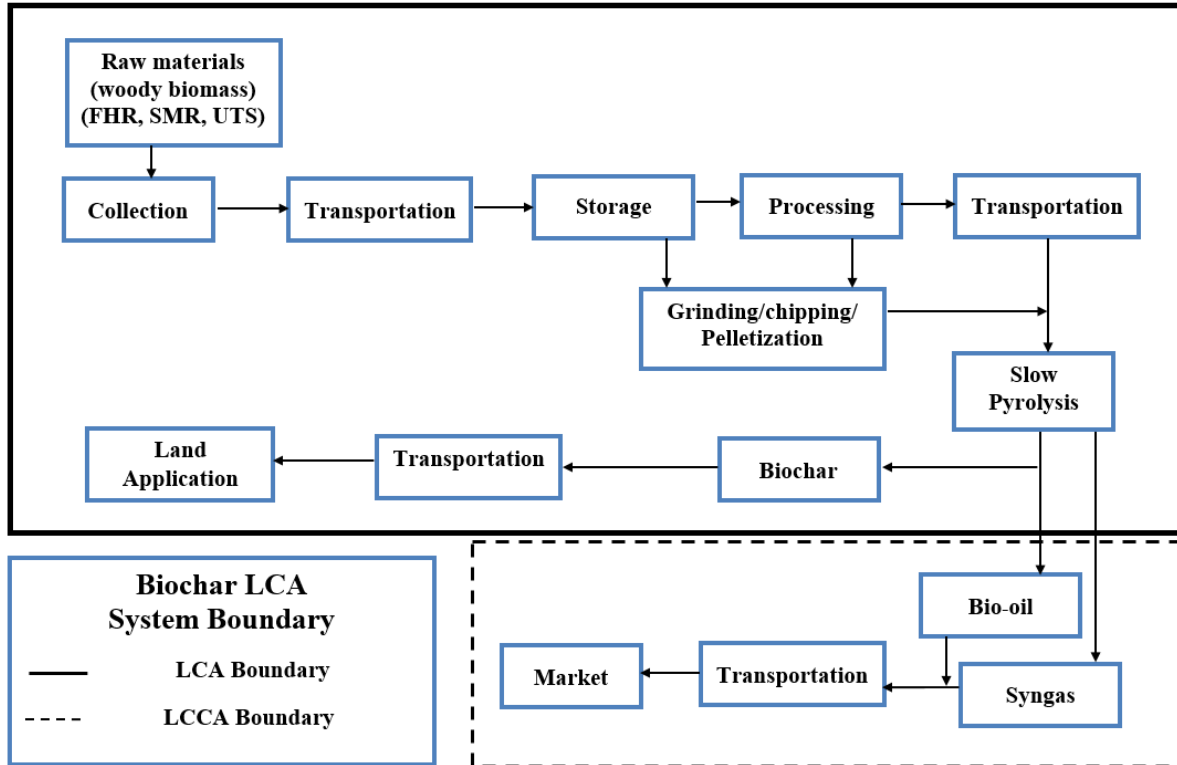 Raw materials
(woody biomass)
(FHR, SMR, UTS)
Collection
Transportation
Storage
Processing
Transportation
Grinding/chipping/
Pelletization
Slow
Pyrolysis
Land
Application
Transportation
Biochar
Biochar LCA
System Boundary
LCA Boundary
LCCA Boundary
Bio-oil
Market
Transportation
Syngas